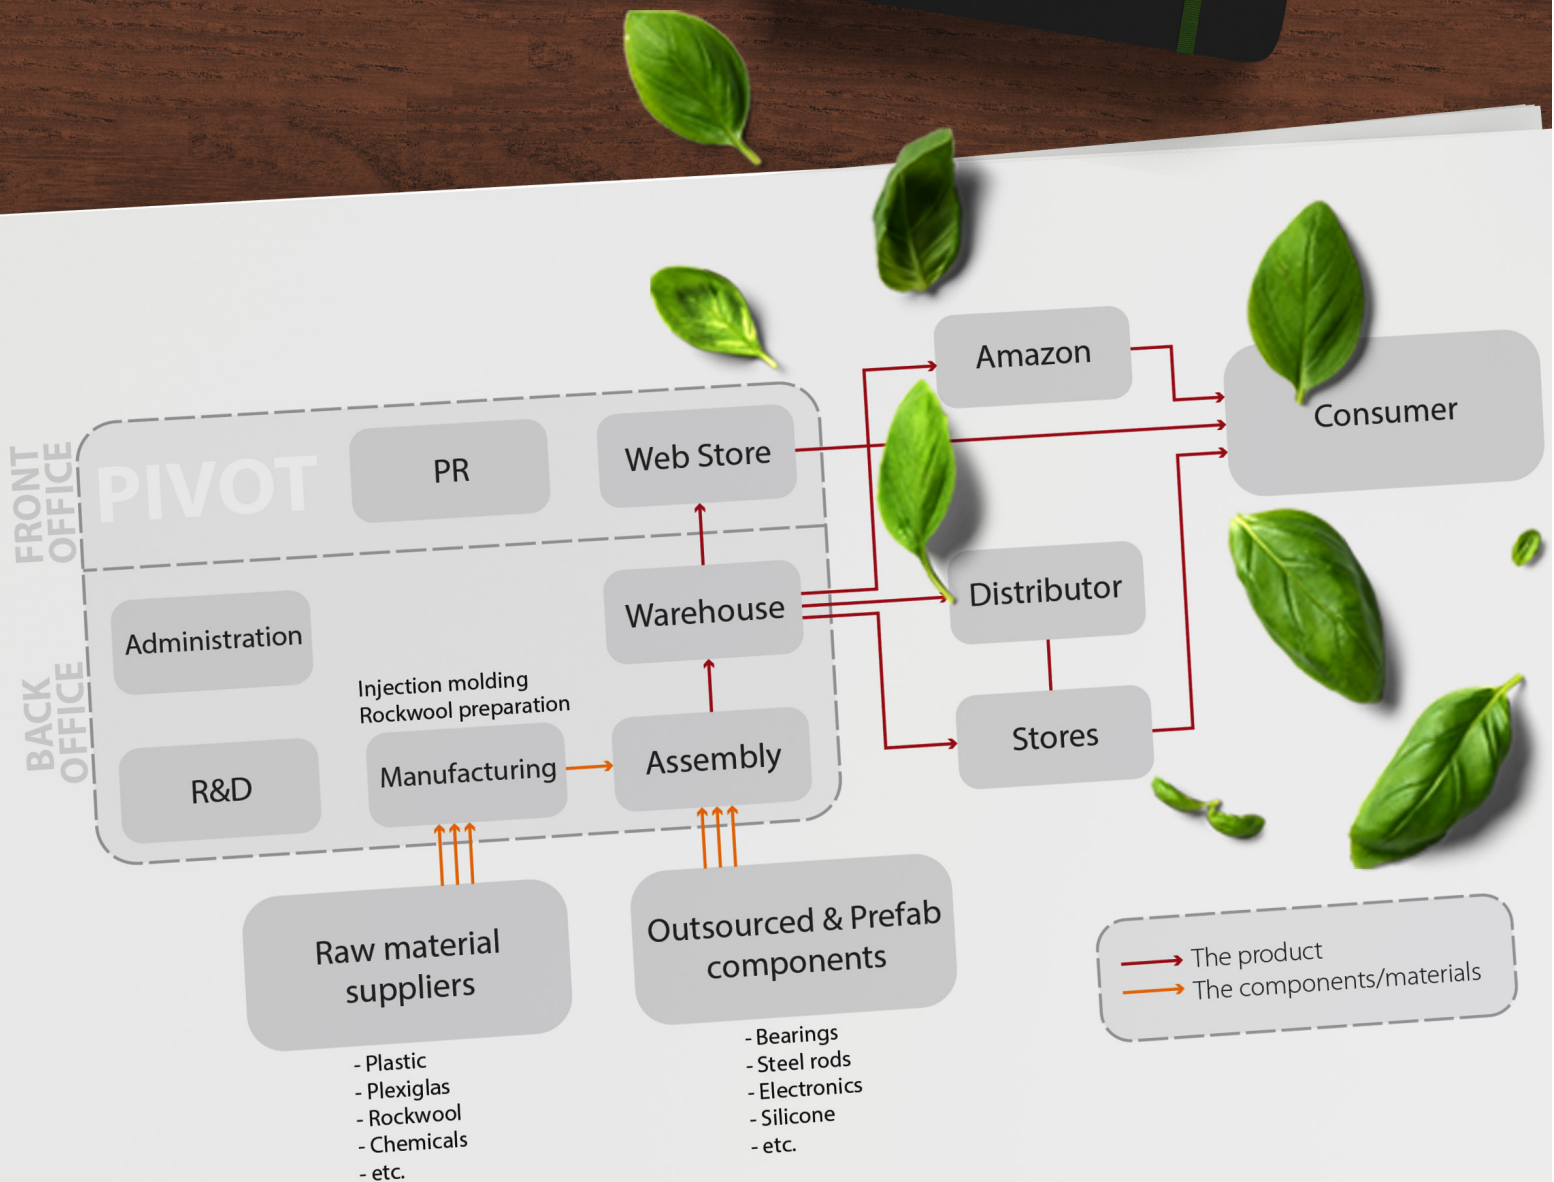 Amazon
Consumer
FRONT
OFFICE
PIVOT
PR
Web Store
Warehouse
Distributor
Administration
BACK
OFFICE
Injection molding
Rockwool preparation
Manufacturing
Assembly
Stores
R&D
Raw material
suppliers
- Plastic
- Plexiglas
- Rockwool
- Chemicals
- etc.
Outsourced & Prefab
components
- Bearings
- Steel rods
- Electronics
- Silicone
- etc.
The product
The components/materials